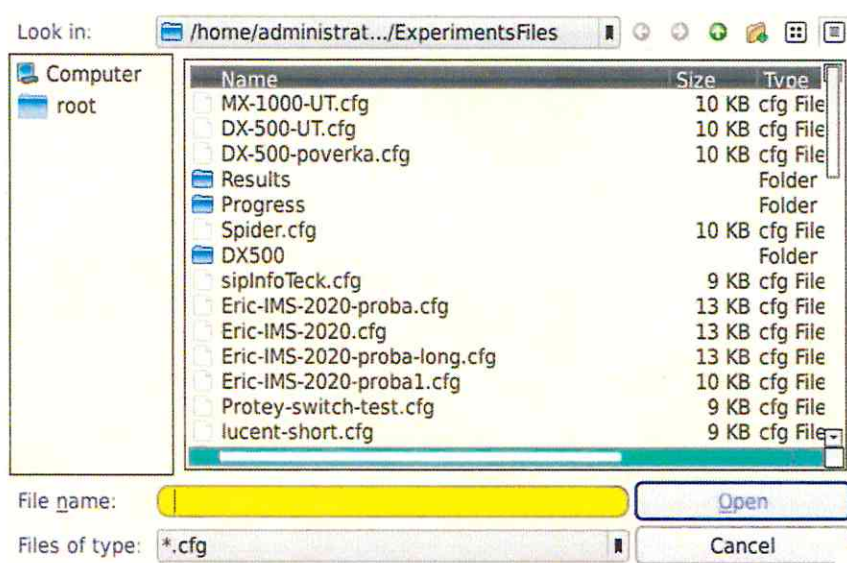 Look in: /home/administrat.../ExperimentsFiles
Computer
root
Name Size Type
MX-1000-UT.cfg 10 KB cfg File
DX-500-UT.cfg 10 KB cfg File
DX-500-poverka.cfg 10 KB cfg File
Results Folder
Progress Folder
Spider.cfg 10 KB cfg File
DX500 Folder
sipInfoTeck.cfg 9 KB cfg File
Eric-IMS-2020-proba.cfg 13 KB cfg File
Eric-IMS-2020.cfg 13 KB cfg File
Eric-IMS-2020-proba-long.cfg 13 KB cfg File
Eric-IMS-2020-proba1.cfg 10 KB cfg File
Protey-switch-test.cfg 9 KB cfg File
lucent-short.cfg 9 KB cfg File
File name: Open
Files of type: *.cfg Cancel